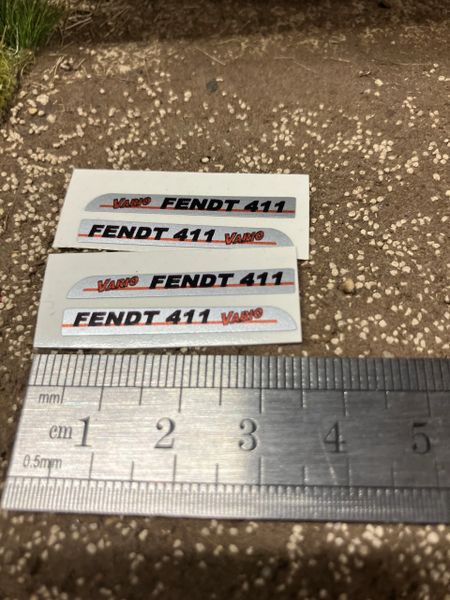 VARIO FENDT 411
FENDT 411 VARIO
VARIO FENDT 411
FENDT 411 VARIO
mm
cm 1 2 3 4 5
0.5mm